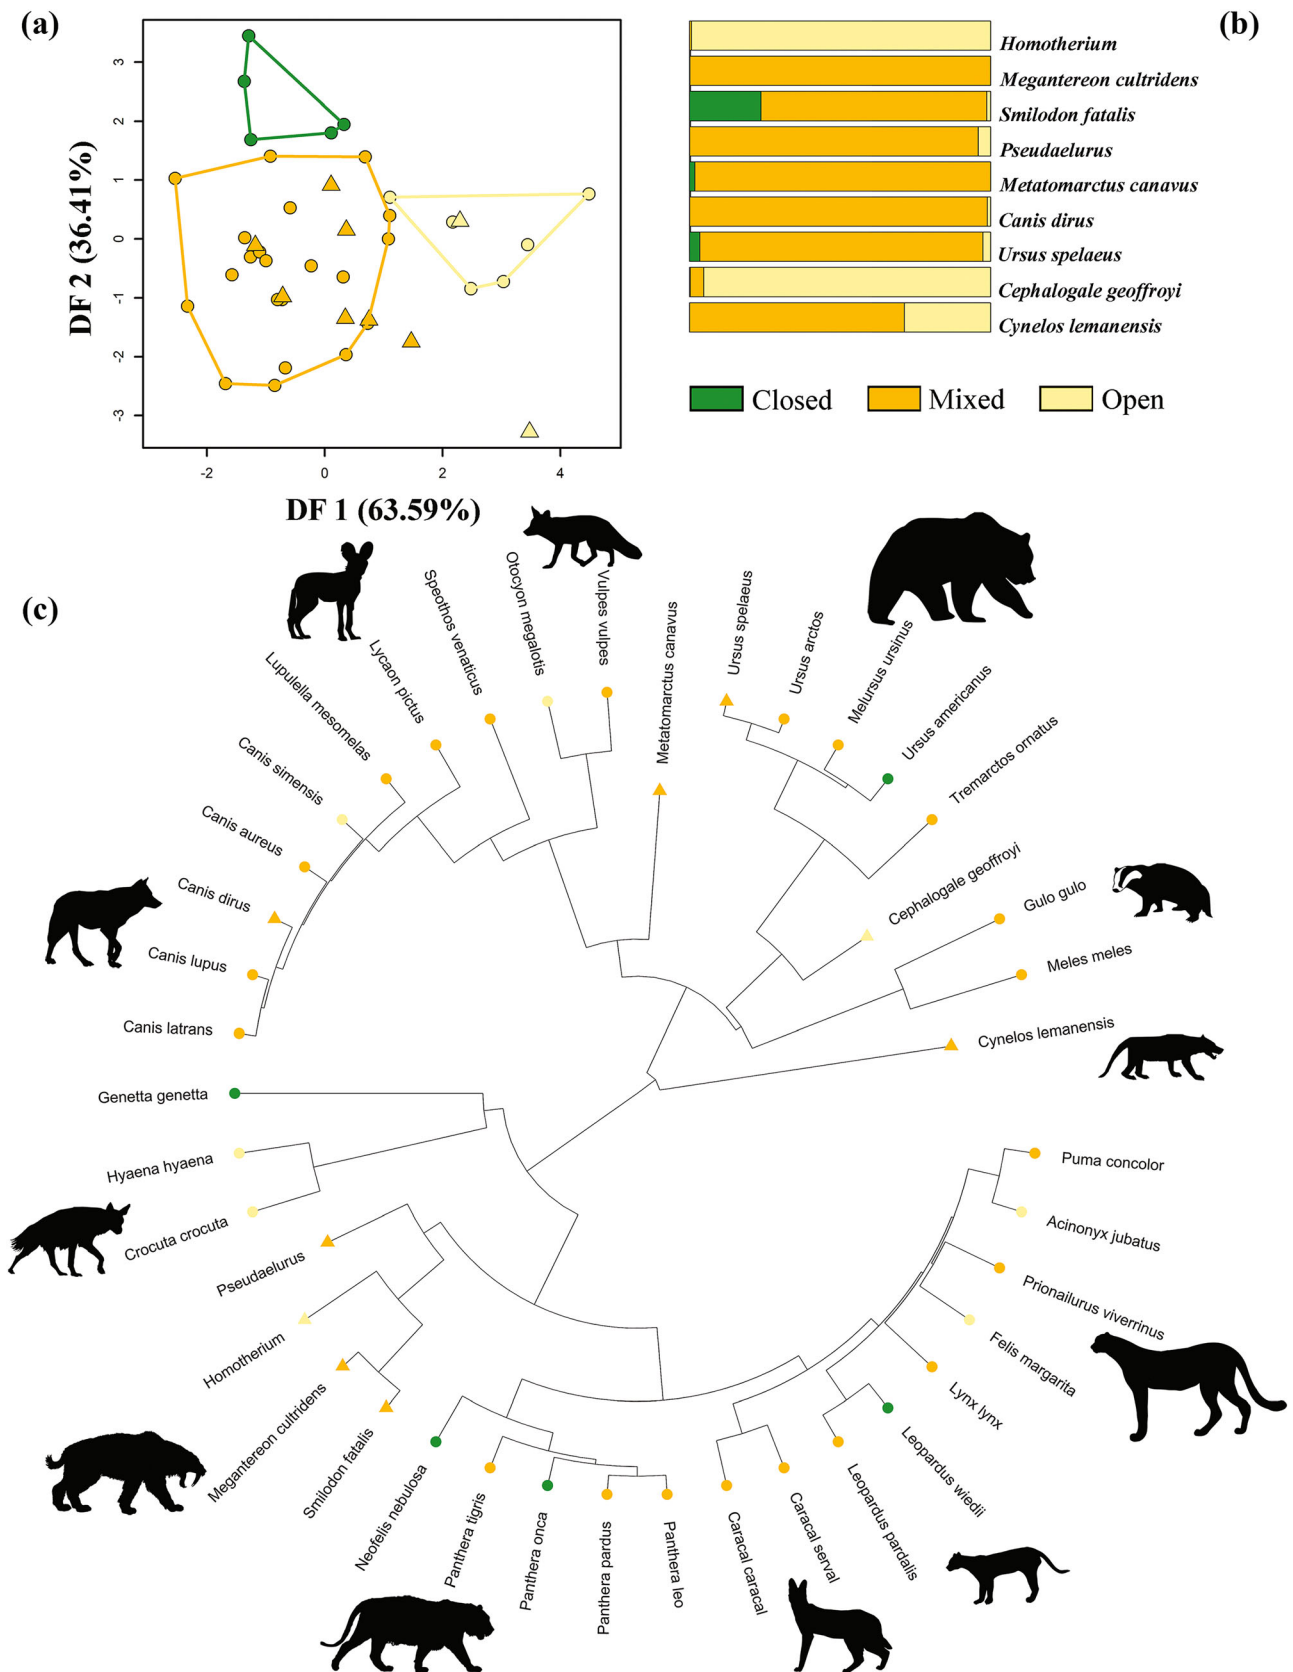 (a)
3
2
1
0
-1
-2
-3
DF 2 (36.41%)
-2
0
2
4
DF 1 (63.59%)
(b)
Homotherium
Megantereon cultridens
Smilodon fatalis
Pseudaelurus
Metatomarctus canavus
Canis dirus
Ursus spelaeus
Cephalogale geoffroyi
Cynelos lemanensis
Closed
Mixed
Open
(c)
Genetta genetta
Canis latrans
Canis lupus
Canis dirus
Canis aureus
Canis simensis
Lupulella mesomelas
Lycaon pictus
Speothos venaticus
Otocyon megalotis
Vulpes vulpes
Metatomarctus canavus
Ursus spelaeus
Ursus arctos
Melursus ursinus
Ursus americanus
Tremarctos ornatus
Cephalogale geoffroyi
Gulo gulo
Meles meles
Cynelos lemanensis
Puma concolor
Acinonyx jubatus
Prionailurus viverrinus
Felis margarita
Lynx lynx
Leopardus wiedii
Leopardus pardalis
Caracal serval
Caracal caracal
Panthera leo
Panthera pardus
Panthera onca
Panthera tigris
Neofelis nebulosa
Smilodon fatalis
Megantereon cultridens
Homotherium
Pseudaelurus
Crocuta crocuta
Hyaena hyaena